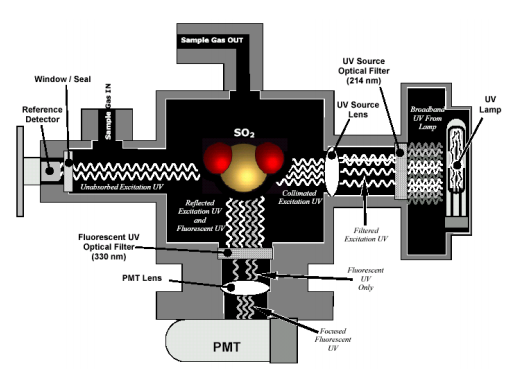 Sample Gas OUT
UV Source
Optical Filter
(214 nm)
Window / Seal
Sample Gas IN
Reference
Detector
UV Source
Lens
Broadband
UV From
Lamp
UV
Lamp
SO2
Unabsorbed Excitation UV
Reflected
Excitation UV
and
Fluorescent UV
Collimated
Excitation UV
Filtered
Excitation UV
Fluorescent UV
Optical Filter
(330 nm)
Fluorescent
UV
Only
PMT Lens
Focused
Fluorescent
UV
PMT